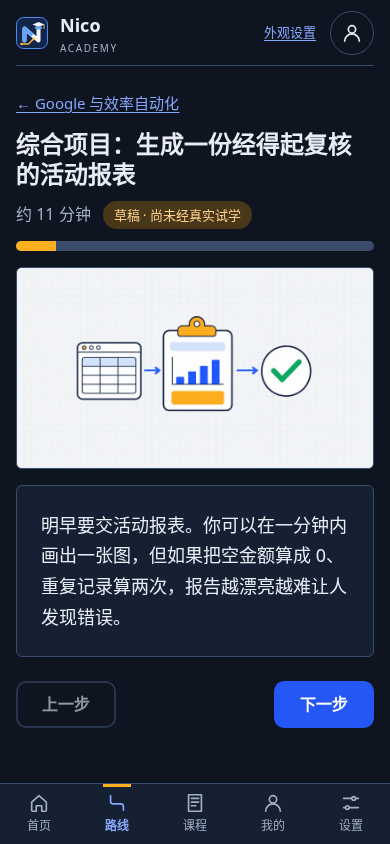 Nico
ACADEMY
外观设置
← Google 与效率自动化
综合项目：生成一份经得起复核
的活动报表
约 11 分钟
草稿 · 尚未经真实试学
明早要交活动报表。你可以在一分钟内
画出一张图，但如果把空金额算成 0、
重复记录算两次，报告越漂亮越难让人
发现错误。
上一步
下一步
首页
路线
课程
我的
设置